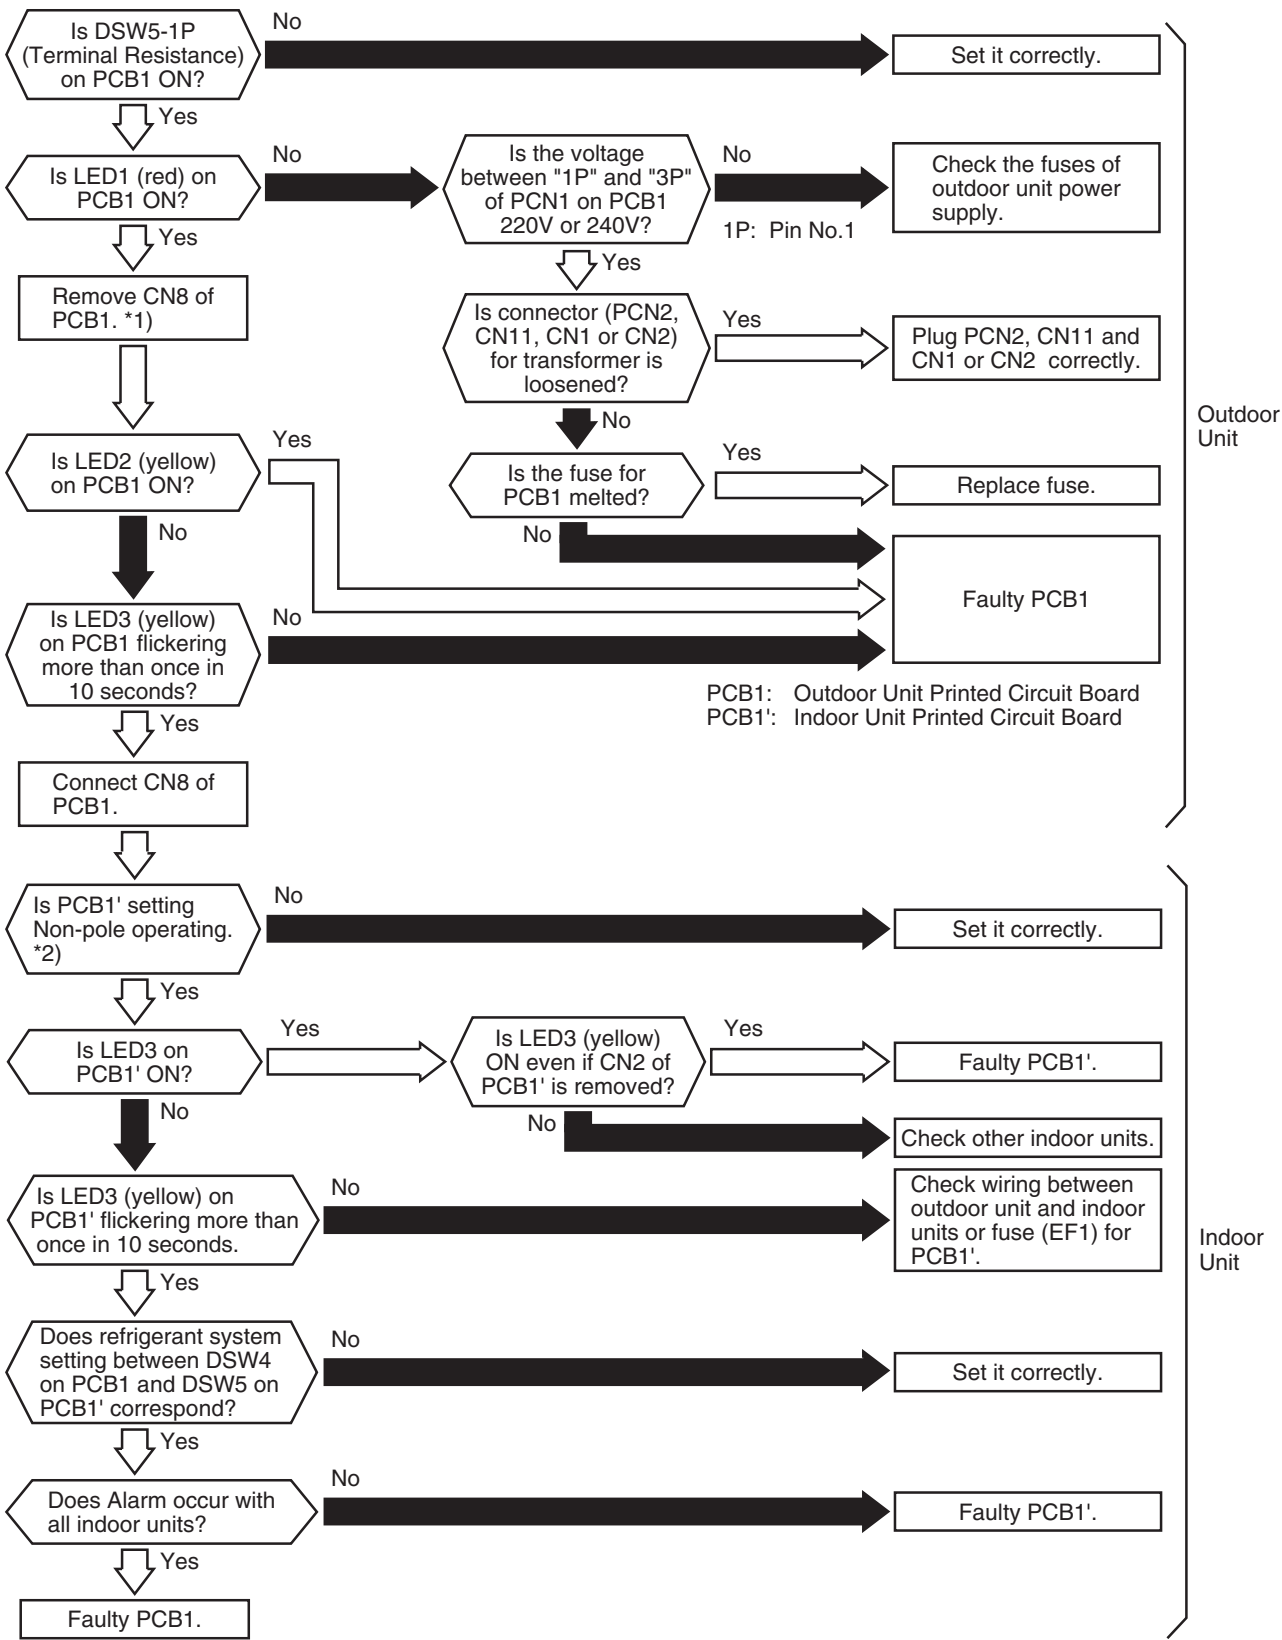 Is DSW5-1P
(Terminal Resistance)
on PCB1 ON?
No
Set it correctly.
Yes
Is LED1 (red) on
PCB1 ON?
No
Is the voltage
between "1P" and "3P"
of PCN1 on PCB1
220V or 240V?
No
1P: Pin No.1
Check the fuses of
outdoor unit power
supply.
Yes
Yes
Remove CN8 of
PCB1. *1)
Is connector (PCN2,
CN11, CN1 or CN2)
for transformer is
loosened?
Yes
Plug PCN2, CN11 and
CN1 or CN2 correctly.
Outdoor
Unit
No
Is LED2 (yellow)
on PCB1 ON?
Yes
Is the fuse for
PCB1 melted?
Yes
Replace fuse.
No
No
Faulty PCB1
Is LED3 (yellow)
on PCB1 flickering
more than once in
10 seconds?
No
PCB1: Outdoor Unit Printed Circuit Board
PCB1': Indoor Unit Printed Circuit Board
Yes
Connect CN8 of
PCB1.
Is PCB1' setting
Non-pole operating.
*2)
No
Set it correctly.
Yes
Is LED3 on
PCB1' ON?
Yes
Is LED3 (yellow)
ON even if CN2 of
PCB1' is removed?
Yes
Faulty PCB1'.
No
No
Check other indoor units.
Is LED3 (yellow) on
PCB1' flickering more than
once in 10 seconds.
No
Check wiring between
outdoor unit and indoor
units or fuse (EF1) for
PCB1'.
Indoor
Unit
Yes
Does refrigerant system
setting between DSW4
on PCB1 and DSW5 on
PCB1' correspond?
No
Set it correctly.
Yes
Does Alarm occur with
all indoor units?
No
Faulty PCB1'.
Yes
Faulty PCB1.